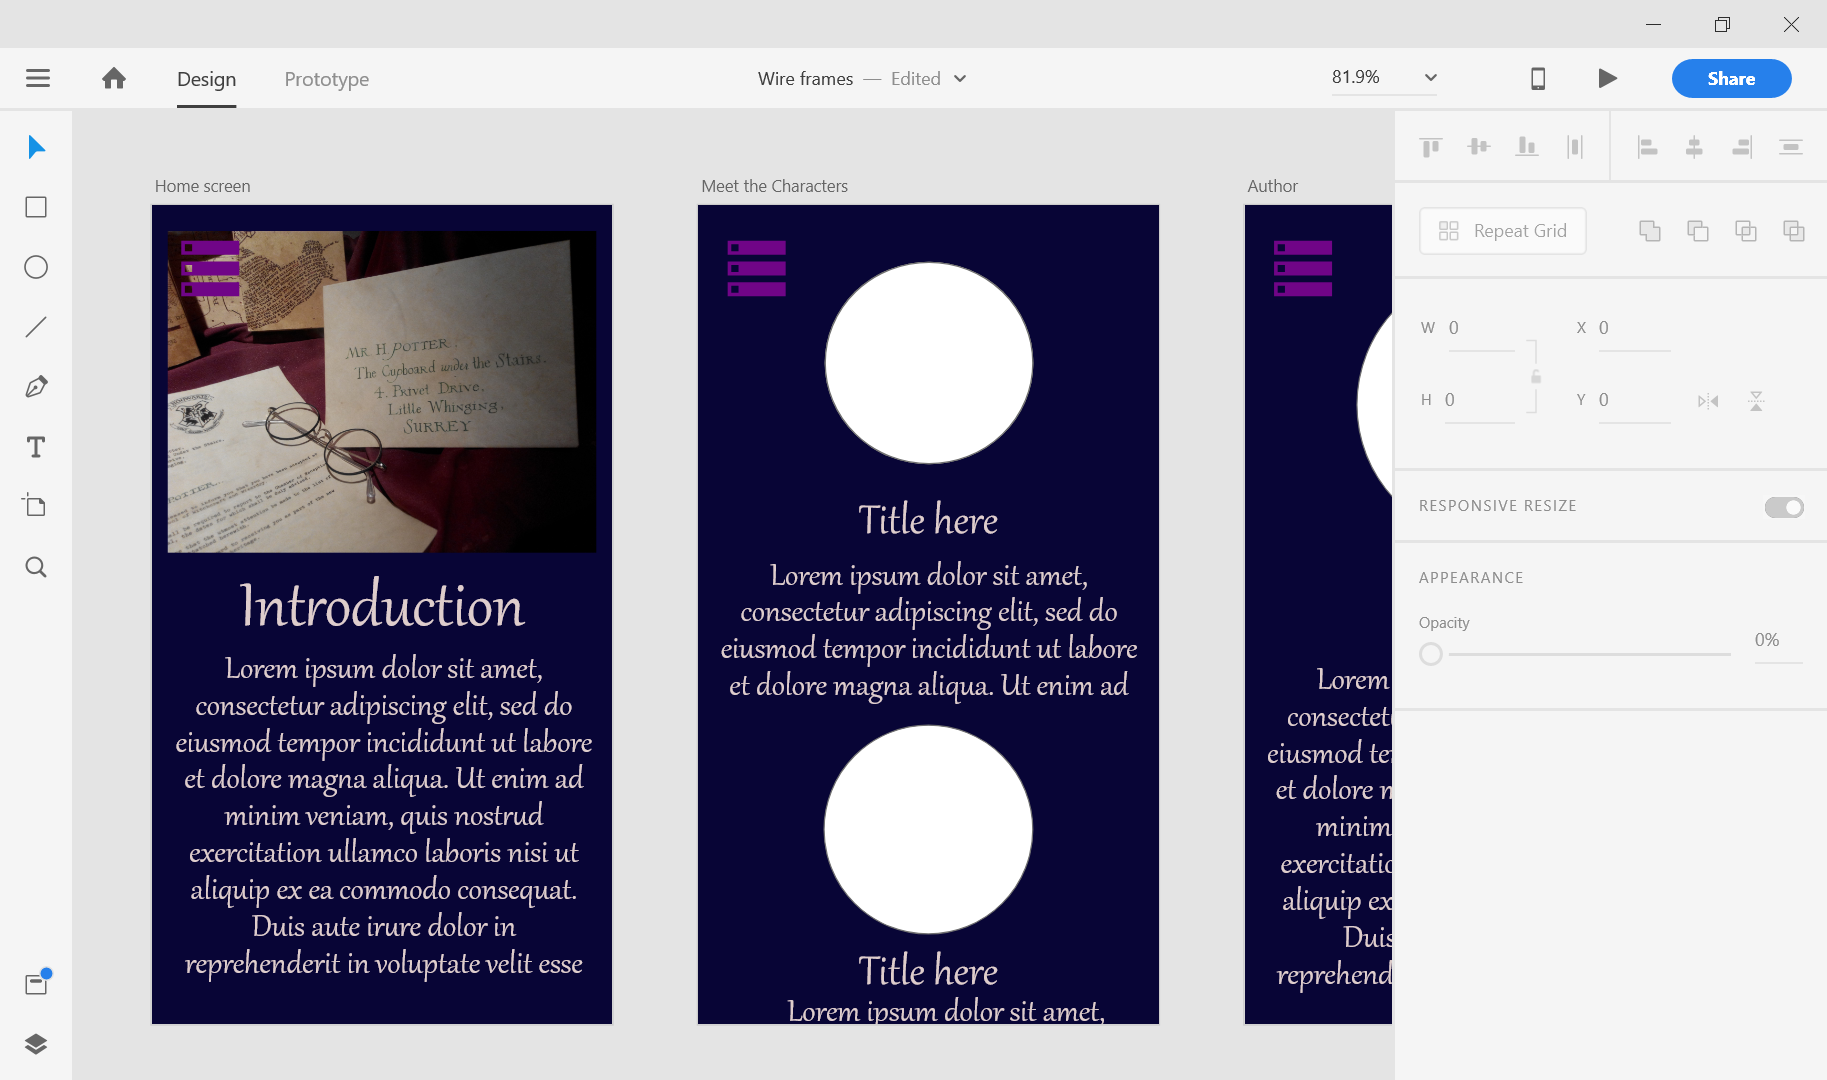 Design
Prototype
Wire frames — Edited
81.9%
Share
Home screen
MR. H. POTTER,
The Cupboard under the Stairs,
4, Privet Drive,
Little Whinging,
SURREY
Introduction
Lorem ipsum dolor sit amet,
consectetur adipiscing elit, sed do
eiusmod tempor incididunt ut labore
et dolore magna aliqua. Ut enim ad
minim veniam, quis nostrud
exercitation ullamco laboris nisi ut
aliquip ex ea commodo consequat.
Duis aute irure dolor in
reprehenderit in voluptate velit esse
Meet the Characters
Title here
Lorem ipsum dolor sit amet,
consectetur adipiscing elit, sed do
eiusmod tempor incididunt ut labore
et dolore magna aliqua. Ut enim ad
Title here
Lorem ipsum dolor sit amet,
Author
Lorem
consectet
eiusmod te
et dolore
minim
exercitatio
aliquip ex
Duis
reprehend
Repeat Grid
W 0
X 0
H 0
Y 0
RESPONSIVE RESIZE
APPEARANCE
Opacity
0%